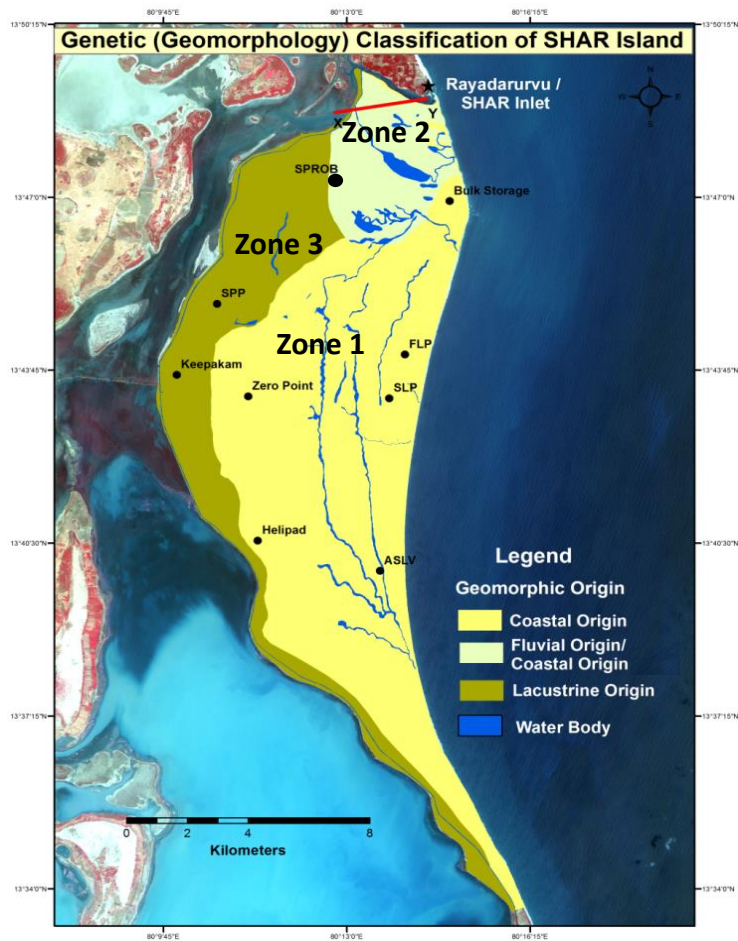 80°9'45"E 80°13'0"E 80°16'15"E
13°50'15"N 13°50'15"N
Genetic (Geomorphology) Classification of SHAR Island
Rayadaruruvu /
SHAR Inlet
N
W E
S
X Y
Zone 2
SPROB
13°47'0"N 13°47'0"N
Bulk Storage
Zone 3
SPP
Zone 1
FLP
13°43'45"N 13°43'45"N
Keepakam
Zero Point
SLP
13°40'30"N 13°40'30"N
Helipad
ASLV
Legend
Geomorphic Origin
Coastal Origin
Fluvial Origin/
Coastal Origin
Lacustrine Origin
Water Body
13°37'15"N 13°37'15"N
0 2 4 8
Kilometers
13°34'0"N 13°34'0"N
80°9'45"E 80°13'0"E 80°16'15"E